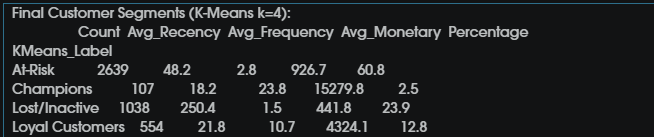 Final Customer Segments (K-Means k=4):
Count Avg_Recency Avg_Frequency Avg_Monetary Percentage
KMeans_Label
At-Risk 2639 48.2 2.8 926.7 60.8
Champions 107 18.2 23.8 15279.8 2.5
Lost/Inactive 1038 250.4 1.5 441.8 23.9
Loyal Customers 554 21.8 10.7 4324.1 12.8